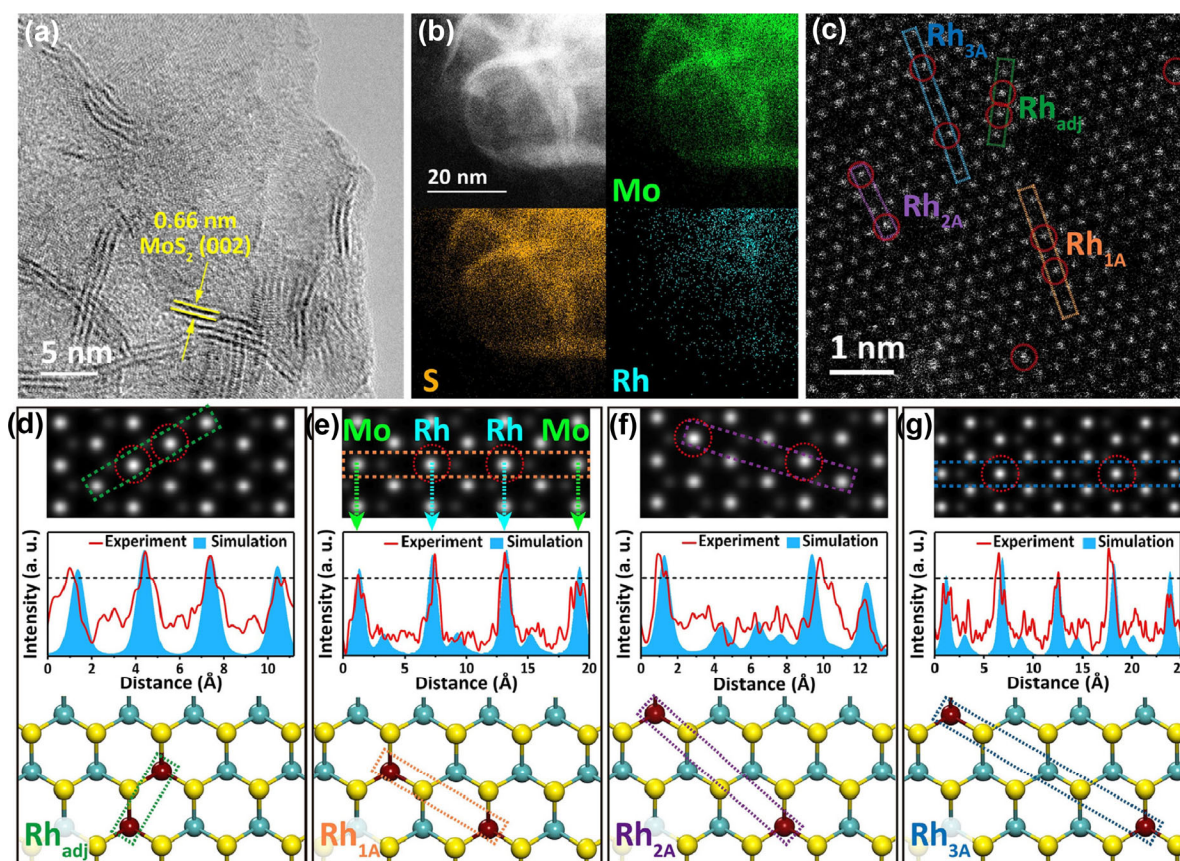 (a)
0.66 nm
MoS₂ (002)
5 nm
(b)
20 nm
Mo
S
Rh
(c)
Rh₃A
Rh_adj
Rh₂A
Rh₁A
1 nm
(d)
Experiment Simulation
Intensity (a. u.)
0 2 4 6 8 10
Distance (Å)
Rh_adj
(e)
Mo Rh Rh Mo
Experiment Simulation
Intensity (a. u.)
0 5 10 15 20
Distance (Å)
Rh₁A
(f)
Experiment Simulation
Intensity (a. u.)
0 2 4 6 8 10 12
Distance (Å)
Rh₂A
(g)
Experiment Simulation
Intensity (a. u.)
0 5 10 15 20 25
Distance (Å)
Rh₃A